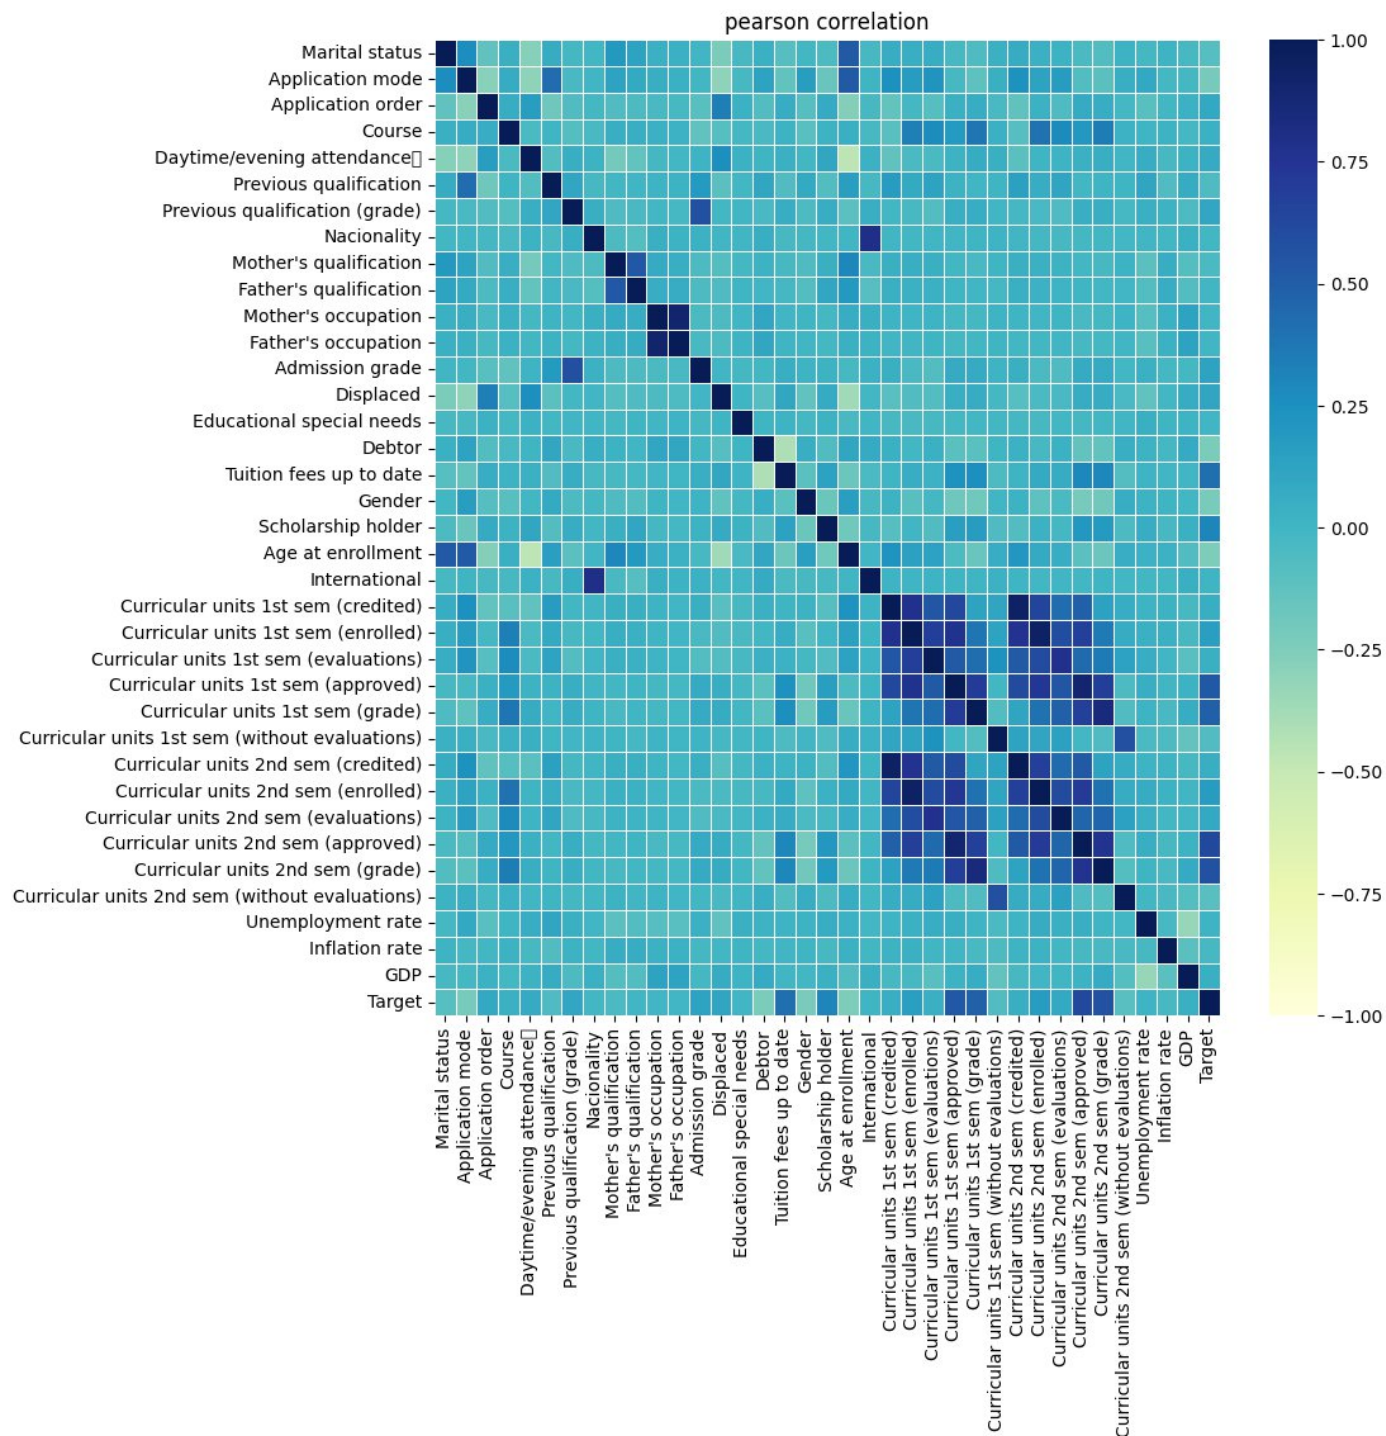 pearson correlation
Marital status
Application mode
Application order
Course
Daytime/evening attendance▯
Previous qualification
Previous qualification (grade)
Nacionality
Mother's qualification
Father's qualification
Mother's occupation
Father's occupation
Admission grade
Displaced
Educational special needs
Debtor
Tuition fees up to date
Gender
Scholarship holder
Age at enrollment
International
Curricular units 1st sem (credited)
Curricular units 1st sem (enrolled)
Curricular units 1st sem (evaluations)
Curricular units 1st sem (approved)
Curricular units 1st sem (grade)
Curricular units 1st sem (without evaluations)
Curricular units 2nd sem (credited)
Curricular units 2nd sem (enrolled)
Curricular units 2nd sem (evaluations)
Curricular units 2nd sem (approved)
Curricular units 2nd sem (grade)
Curricular units 2nd sem (without evaluations)
Unemployment rate
Inflation rate
GDP
Target
Marital status
Application mode
Application order
Course
Daytime/evening attendance▯
Previous qualification
Previous qualification (grade)
Nacionality
Mother's qualification
Father's qualification
Mother's occupation
Father's occupation
Admission grade
Displaced
Educational special needs
Debtor
Tuition fees up to date
Gender
Scholarship holder
Age at enrollment
International
Curricular units 1st sem (credited)
Curricular units 1st sem (enrolled)
Curricular units 1st sem (evaluations)
Curricular units 1st sem (approved)
Curricular units 1st sem (grade)
Curricular units 1st sem (without evaluations)
Curricular units 2nd sem (credited)
Curricular units 2nd sem (enrolled)
Curricular units 2nd sem (evaluations)
Curricular units 2nd sem (approved)
Curricular units 2nd sem (grade)
Curricular units 2nd sem (without evaluations)
Unemployment rate
Inflation rate
GDP
Target
1.00
0.75
0.50
0.25
0.00
−0.25
−0.50
−0.75
−1.00